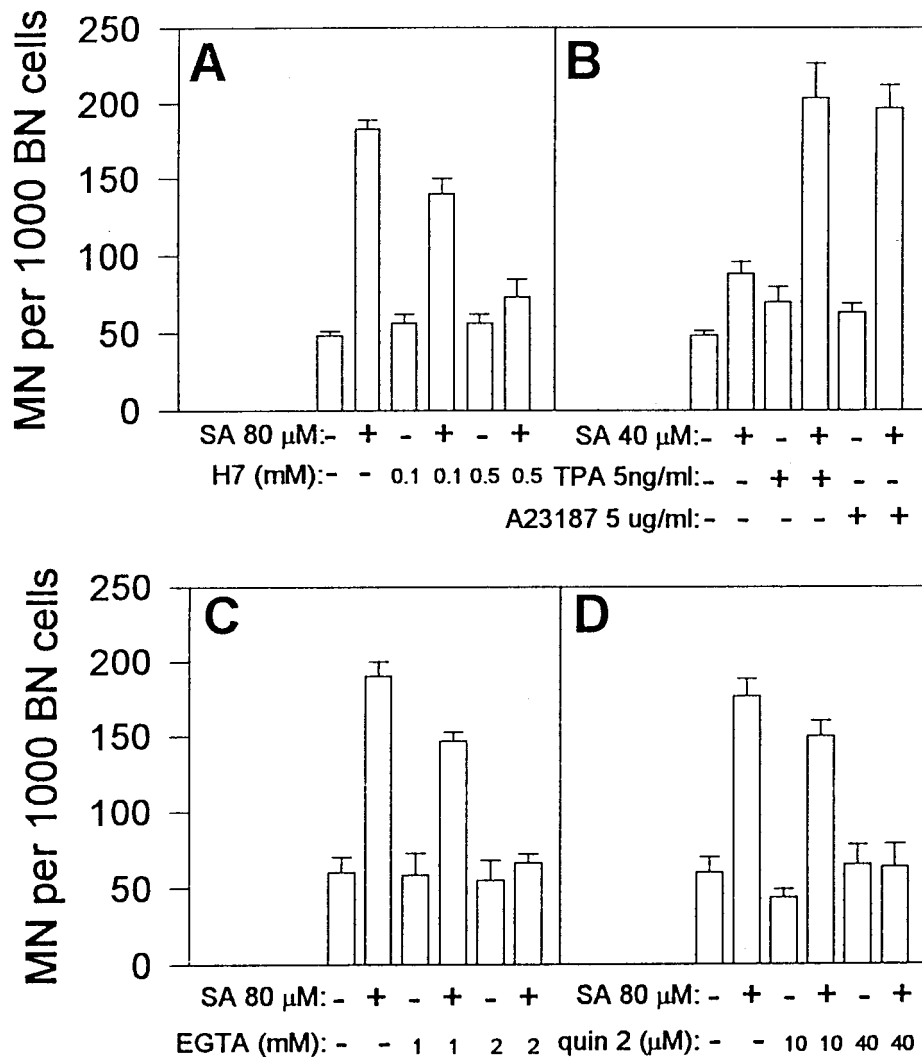 MN per 1000 BN cells
250
200
150
100
50
0
A
B
SA 80 µM:- + - + - +
H7 (mM):- - 0.1 0.1 0.5 0.5
SA 40 µM:- + - + - +
TPA 5ng/ml:- - + + - -
A23187 5 ug/ml:- - - - + +
MN per 1000 BN cells
250
200
150
100
50
0
C
D
SA 80 µM:- + - + - +
EGTA (mM):- - 1 1 2 2
SA 80 µM:- + - + - +
quin 2 (µM):- - 10 10 40 40